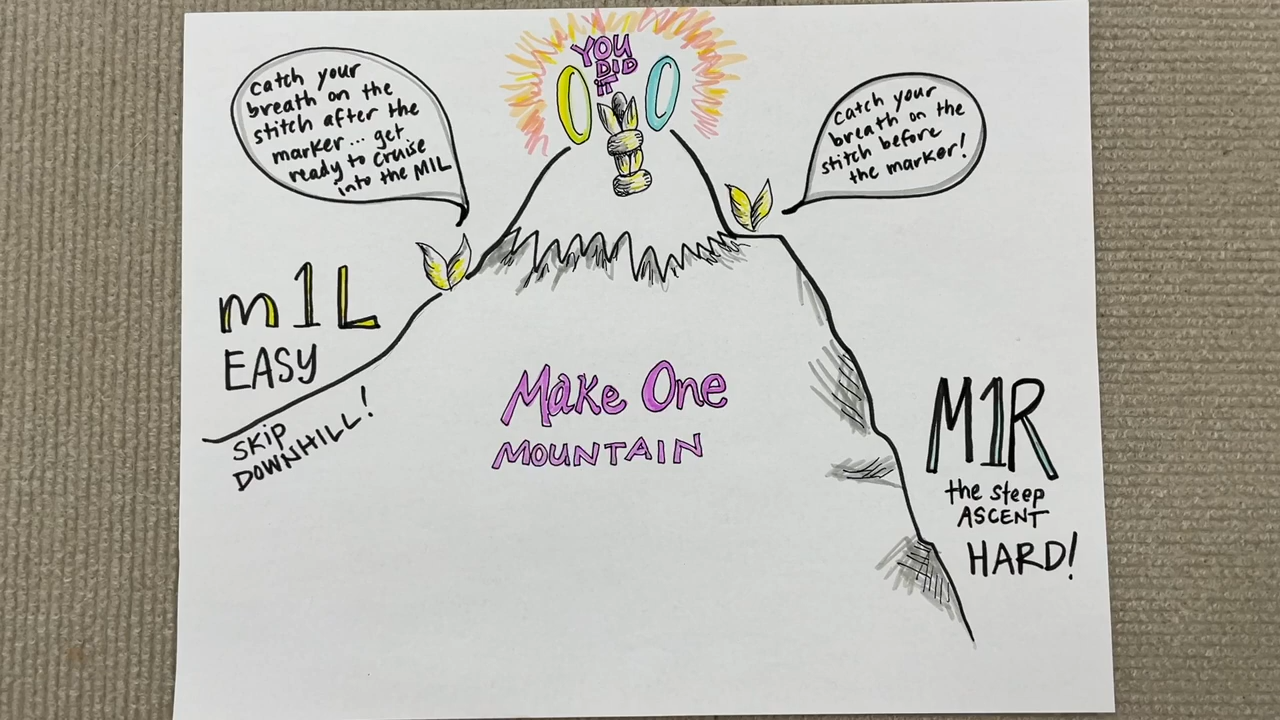 YOU
DID
IT
catch your
breath on the
stitch after the
marker... get
ready to cruise
into the M1L
catch your
breath on the
stitch before
the marker!
m1L
EASY
SKIP
DOWNHILL!
Make One
MOUNTAIN
M1R
the steep
ASCENT
HARD!